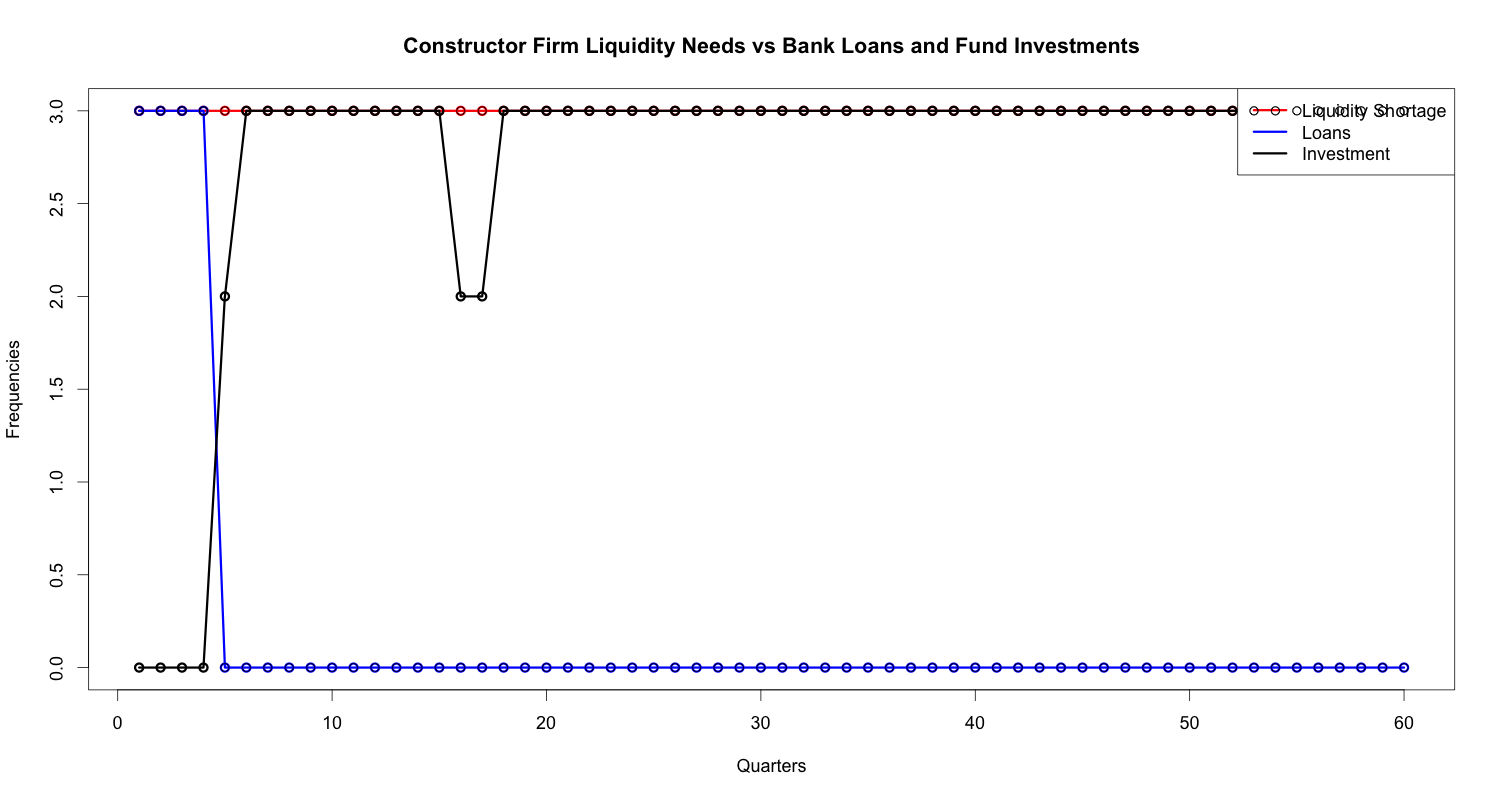 Constructor Firm Liquidity Needs vs Bank Loans and Fund Investments
3.0
2.5
2.0
1.5
1.0
0.5
0.0
Frequencies
Liquidity Shortage
Loans
Investment
0 10 20 30 40 50 60
Quarters